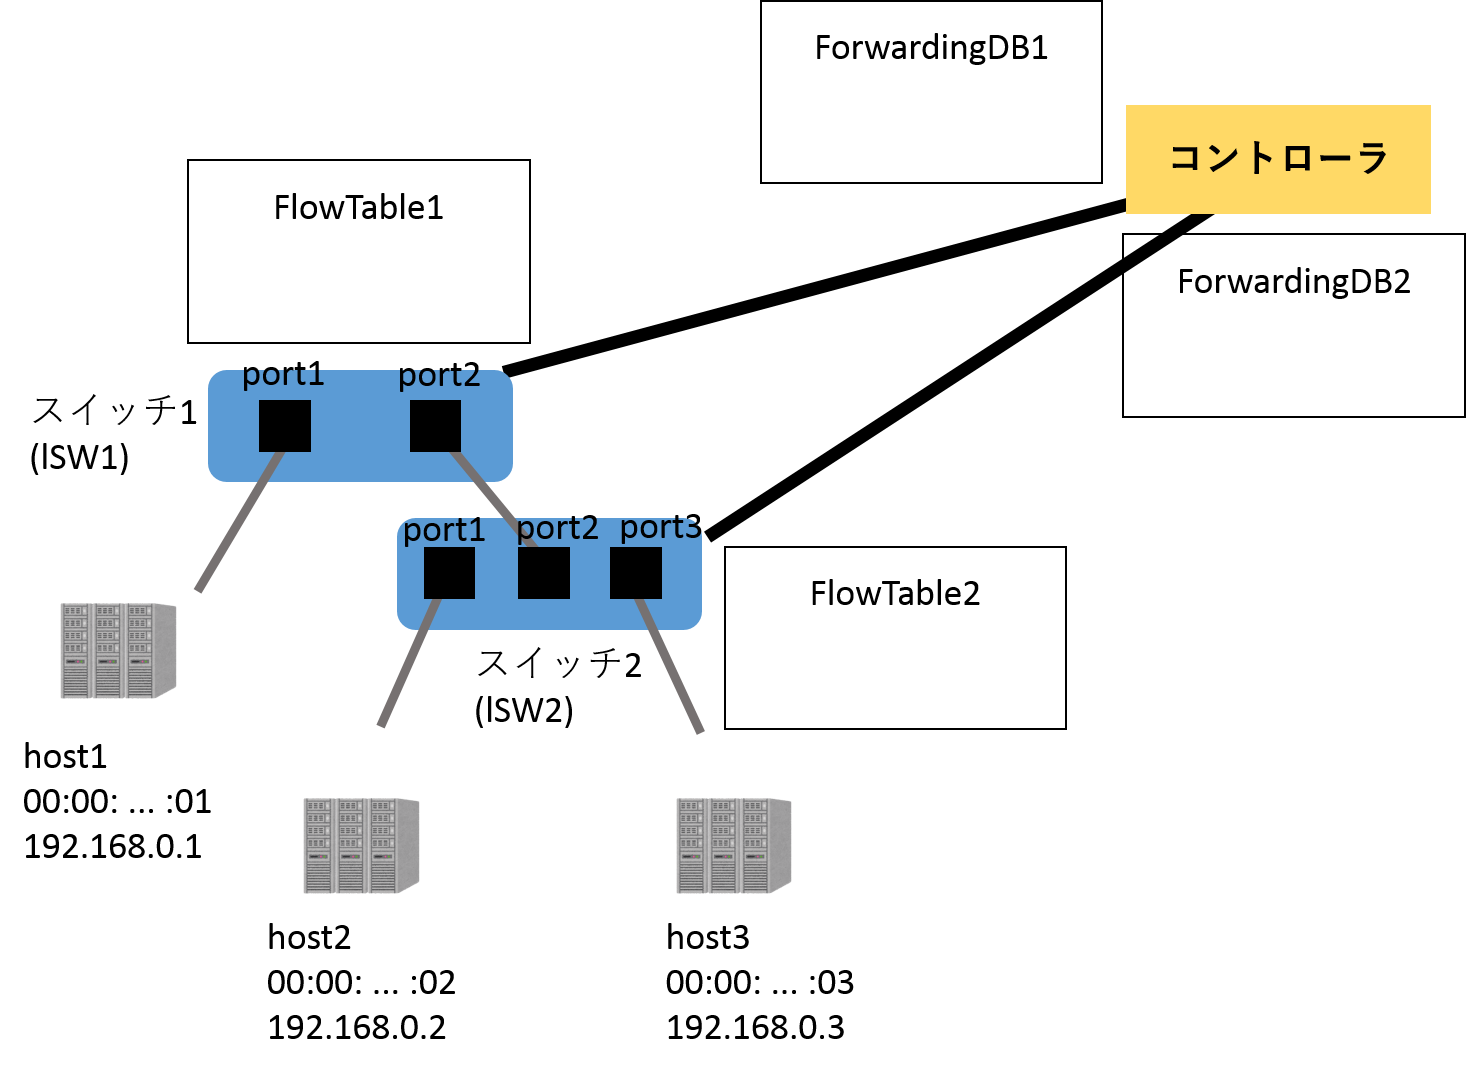 ForwardingDB1
コントローラ
FlowTable1
ForwardingDB2
port1
port2
スイッチ1
(lSW1)
port1
port2
port3
FlowTable2
スイッチ2
(lSW2)
host1
00:00: ... :01
192.168.0.1
host2
00:00: ... :02
192.168.0.2
host3
00:00: ... :03
192.168.0.3